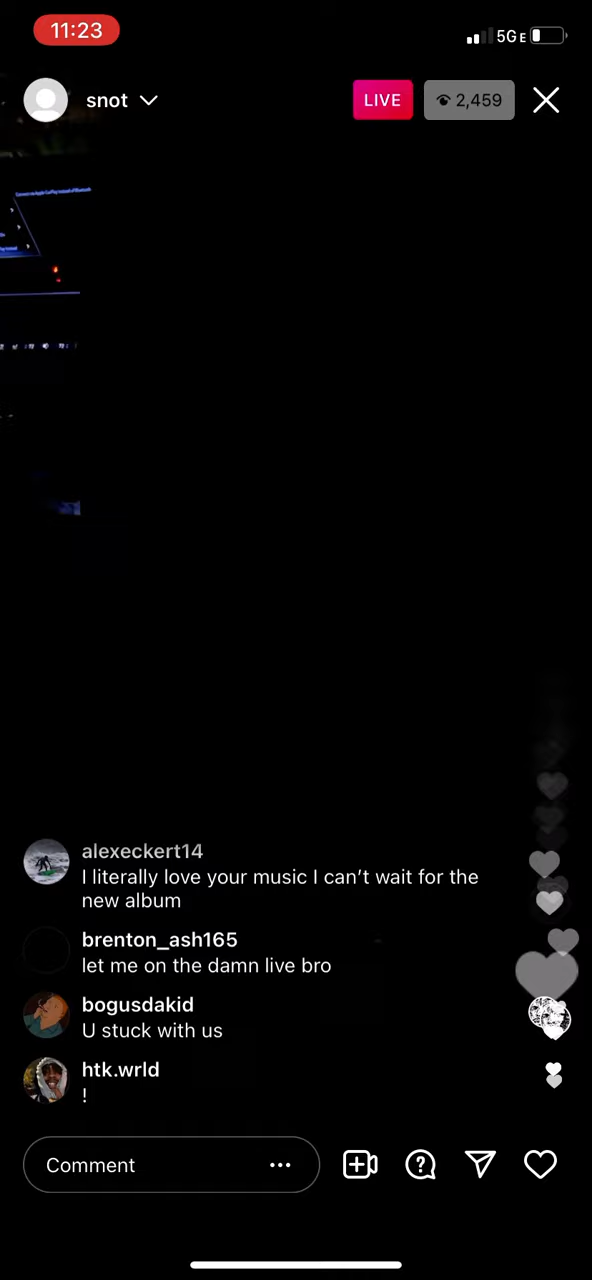 11:23
5G E
snot
LIVE
2,459
alexeckert14
I literally love your music I can’t wait for the
new album
brenton_ash165
let me on the damn live bro
bogusdakid
U stuck with us
htk.wrld
!
Comment